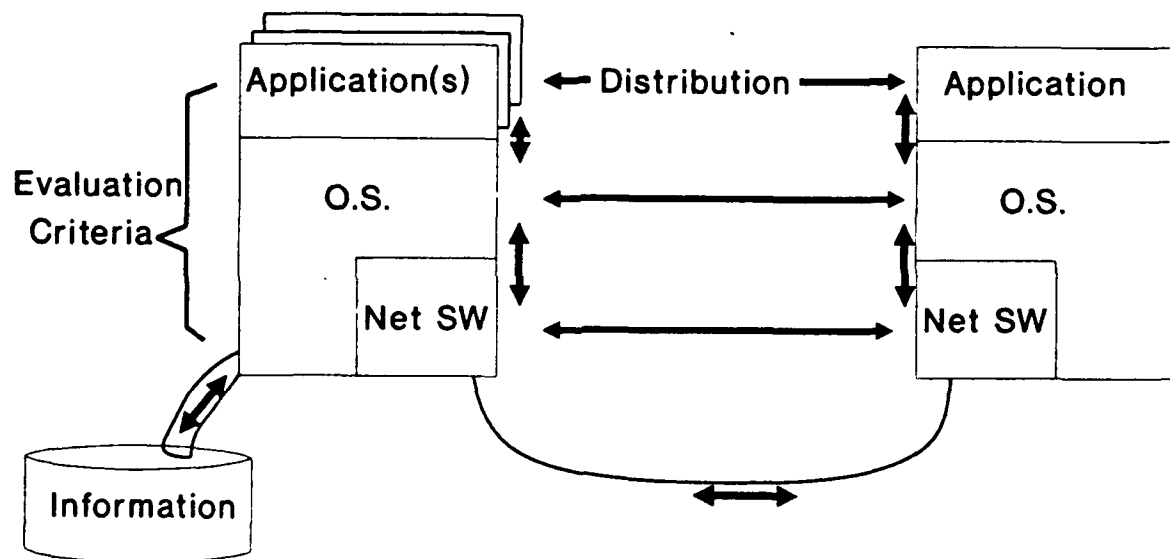 Application(s)
Distribution
Application
Evaluation
Criteria
O.S.
O.S.
Net SW
Net SW
Information